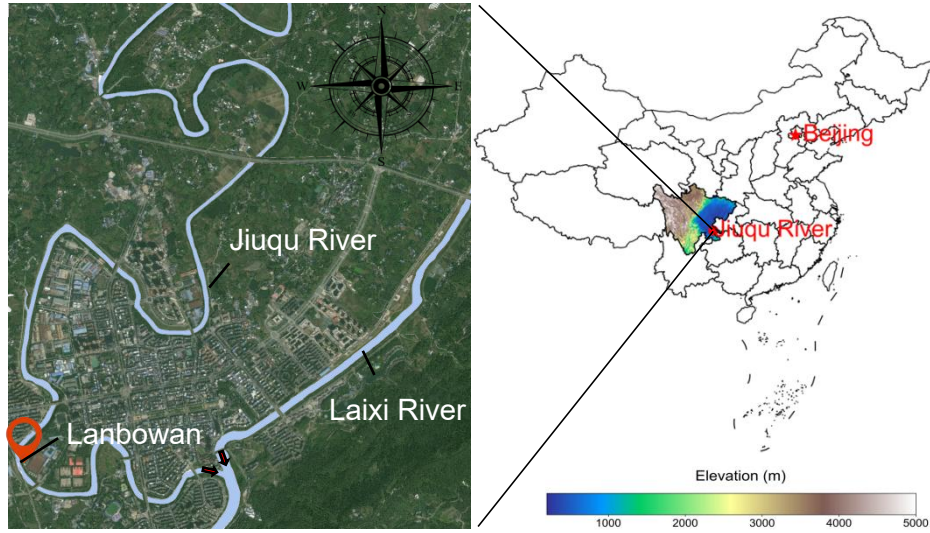 N
W
E
S
Jiuqu River
Laixi River
Lanbowan
Beijing
Jiuqu River
Elevation (m)
1000
2000
3000
4000
5000